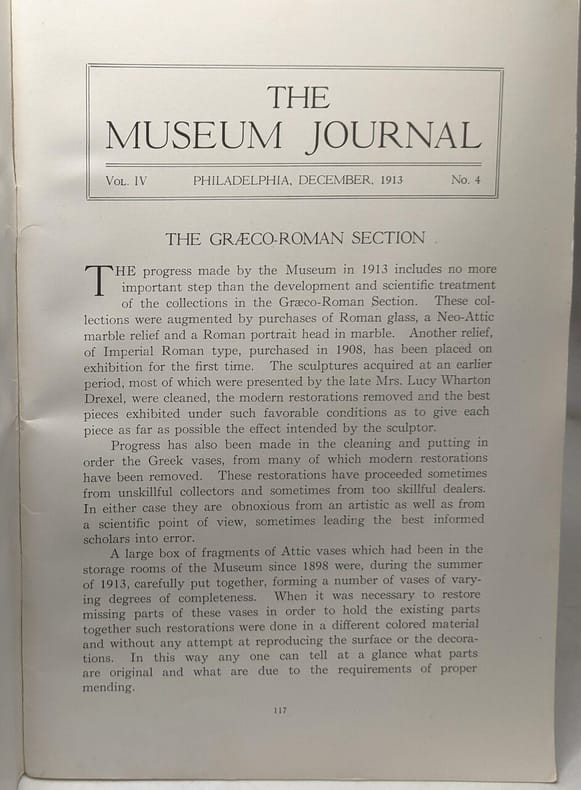 THE
MUSEUM JOURNAL
VOL. IV PHILADELPHIA, DECEMBER, 1913 No. 4
THE GRÆCO-ROMAN SECTION
THE progress made by the Museum in 1913 includes no more
important step than the development and scientific treatment
of the collections in the Græco-Roman Section. These col-
lections were augmented by purchases of Roman glass, a Neo-Attic
marble relief and a Roman portrait head in marble. Another relief,
of Imperial Roman type, purchased in 1908, has been placed on
exhibition for the first time. The sculptures acquired at an earlier
period, most of which were presented by the late Mrs. Lucy Wharton
Drexel, were cleaned, the modern restorations removed and the best
pieces exhibited under such favorable conditions as to give each
piece as far as possible the effect intended by the sculptor.
Progress has also been made in the cleaning and putting in
order the Greek vases, from many of which modern restorations
have been removed. These restorations have proceeded sometimes
from unskillful collectors and sometimes from too skillful dealers.
In either case they are obnoxious from an artistic as well as from
a scientific point of view, sometimes leading the best informed
scholars into error.
A large box of fragments of Attic vases which had been in the
storage rooms of the Museum since 1898 were, during the summer
of 1913, carefully put together, forming a number of vases of vary-
ing degrees of completeness. When it was necessary to restore
missing parts of these vases in order to hold the existing parts
together such restorations were done in a different colored material
and without any attempt at reproducing the surface or the decora-
tions. In this way any one can tell at a glance what parts
are original and what are due to the requirements of proper
mending.
117